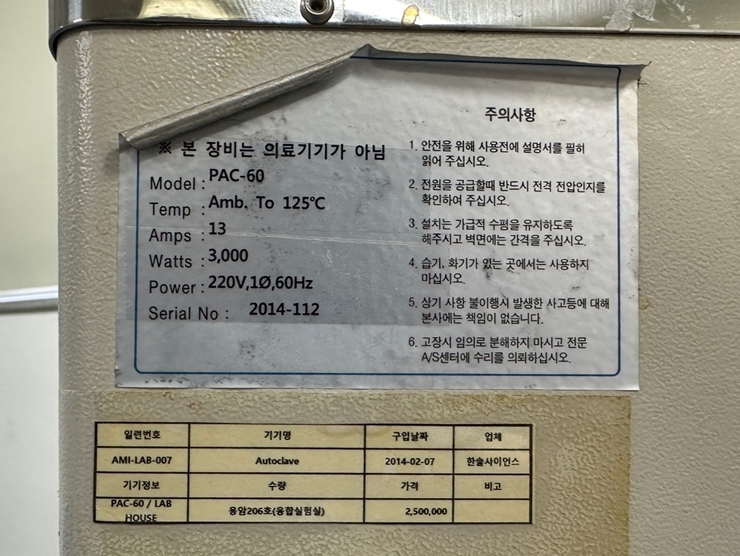 ※ 본 장비는 의료기기가 아님
Model : PAC-60
Temp : Amb. To 125℃
Amps : 13
Watts : 3,000
Power : 220V,1Ø,60Hz
Serial No : 2014-112
주의사항
1. 안전을 위해 사용전에 설명서를 필히
읽어 주십시오.
2. 전원을 공급할때 반드시 전격 전압인지를
확인하여 주십시오.
3. 설치는 가급적 수평을 유지하도록
해주시고 벽면에는 간격을 주십시오.
4. 습기, 화기가 있는 곳에서는 사용하지
마십시오.
5. 상기 사항 불이행시 발생한 사고등에 대해
본사에는 책임이 없습니다.
6. 고장시 임의로 분해하지 마시고 전문
A/S센터에 수리를 의뢰하십시오.
일련번호 기기명 구입날짜 업체
AMI-LAB-007 Autoclave 2014-02-07 한솔사이언스
기기정보 수량 가격 비고
PAC-60 / LAB
HOUSE 용암206호(융합실험실) 2,500,000